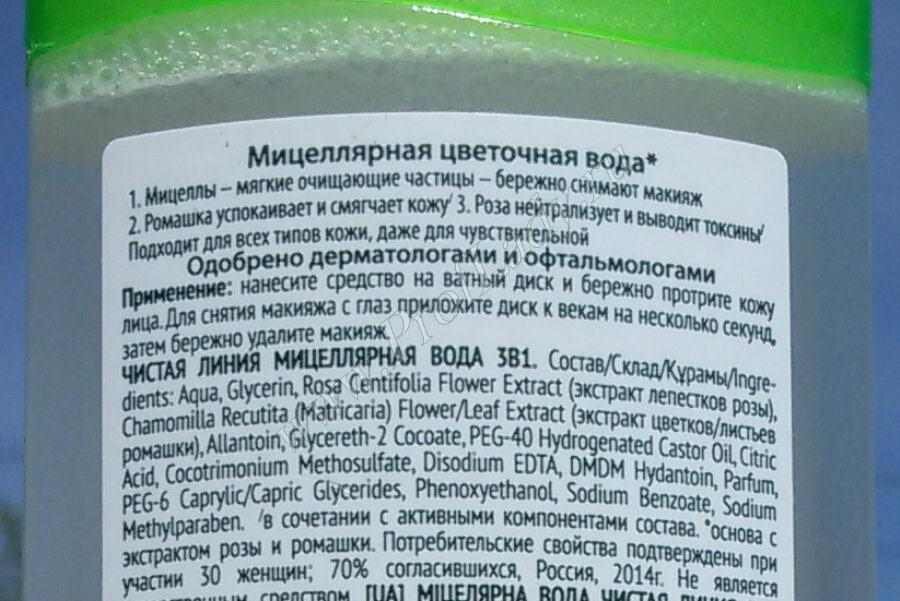 Мицеллярная цветочная вода*
1. Мицеллы – мягкие очищающие частицы – бережно снимают макияж
2. Ромашка успокаивает и смягчает кожу/ 3. Роза нейтрализует и выводит токсины/
Подходит для всех типов кожи, даже для чувствительной
Одобрено дерматологами и офтальмологами
Применение: нанесите средство на ватный диск и бережно протрите кожу
лица. Для снятия макияжа с глаз приложите диск к векам на несколько секунд,
затем бережно удалите макияж.
ЧИСТАЯ ЛИНИЯ МИЦЕЛЛЯРНАЯ ВОДА 3В1. Состав/Склад/Құрамы/Ingre-
dients: Aqua, Glycerin, Rosa Centifolia Flower Extract (экстракт лепестков розы),
Chamomilla Recutita (Matricaria) Flower/Leaf Extract (экстракт цветков/листьев
ромашки), Allantoin, Glycereth-2 Cocoate, PEG-40 Hydrogenated Castor Oil, Citric
Acid, Cocotrimonium Methosulfate, Disodium EDTA, DMDM Hydantoin, Parfum,
PEG-6 Caprylic/Capric Glycerides, Phenoxyethanol, Sodium Benzoate, Sodium
Methylparaben. /в сочетании с активными компонентами состава. *основа с
экстрактом розы и ромашки. Потребительские свойства подтверждены при
участии 30 женщин; 70% согласившихся, Россия, 2014г. Не является
средством. [UA] МІЦЕЛЯРНА ВОДА ЧИСТАЯ